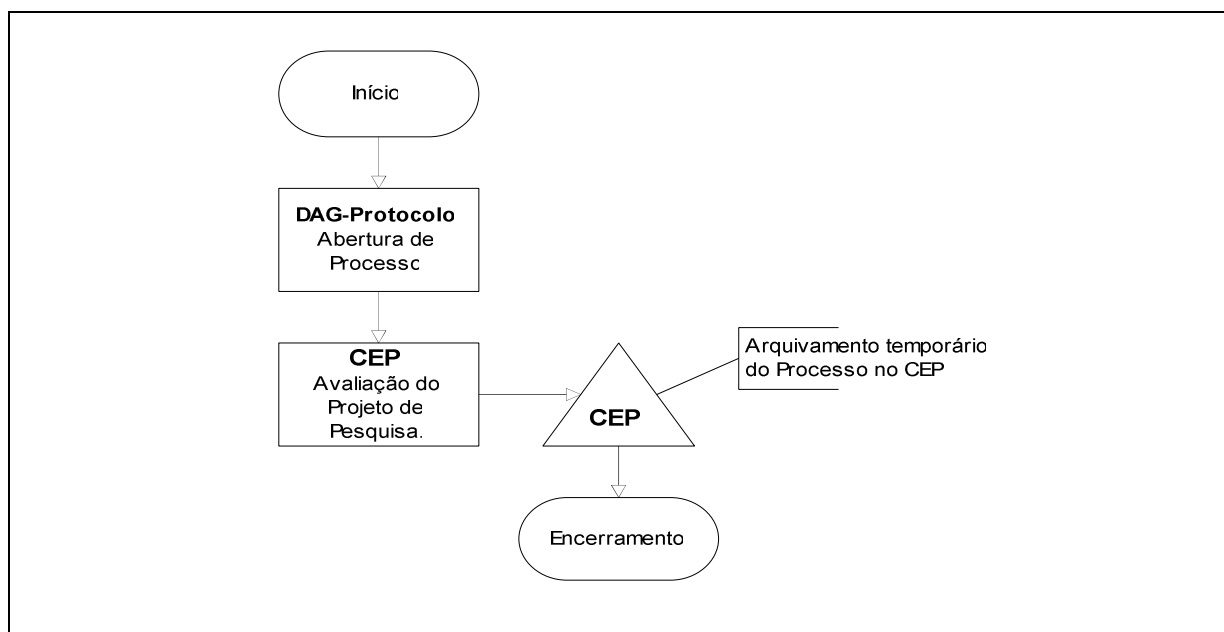 Início
DAG-Protocolo
Abertura de
Processo
CEP
Avaliação do
Projeto de
Pesquisa.
CEP
Arquivamento temporário
do Processo no CEP
Encerramento